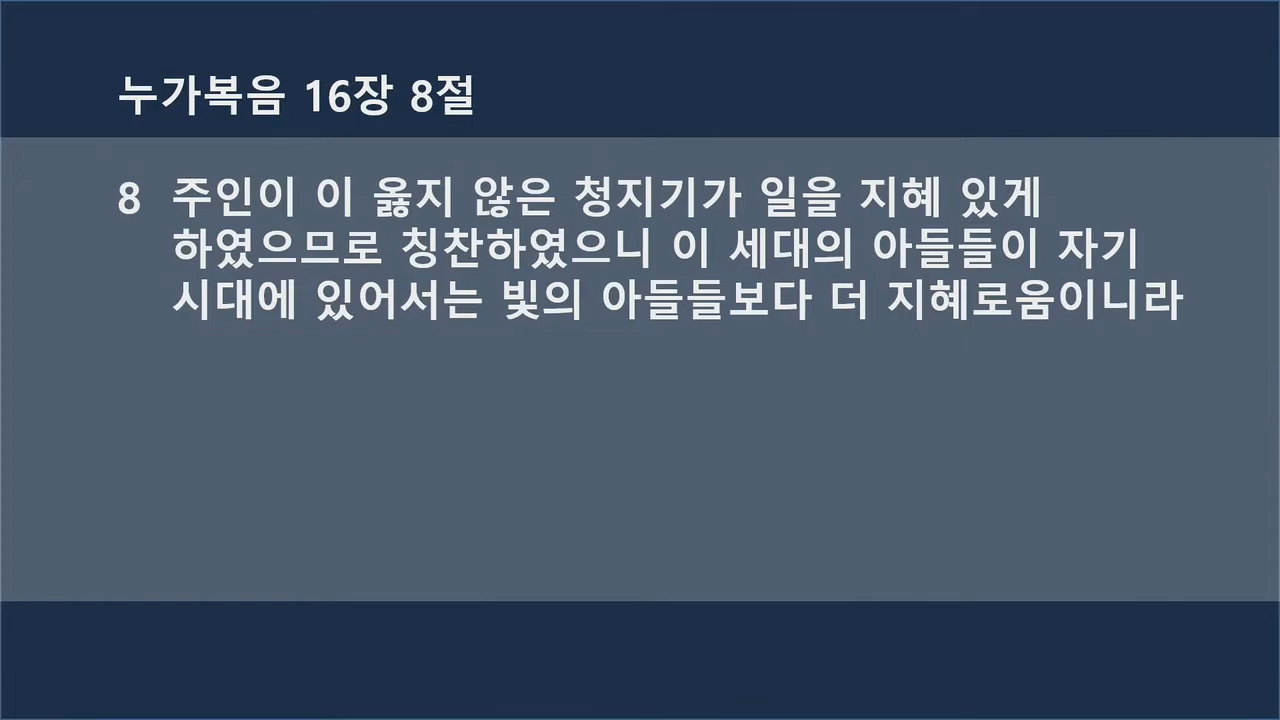 누가복음 16장 8절
8 주인이 이 옳지 않은 청지기가 일을 지혜 있게
하였으므로 칭찬하였으니 이 세대의 아들들이 자기
시대에 있어서는 빛의 아들들보다 더 지혜로움이니라